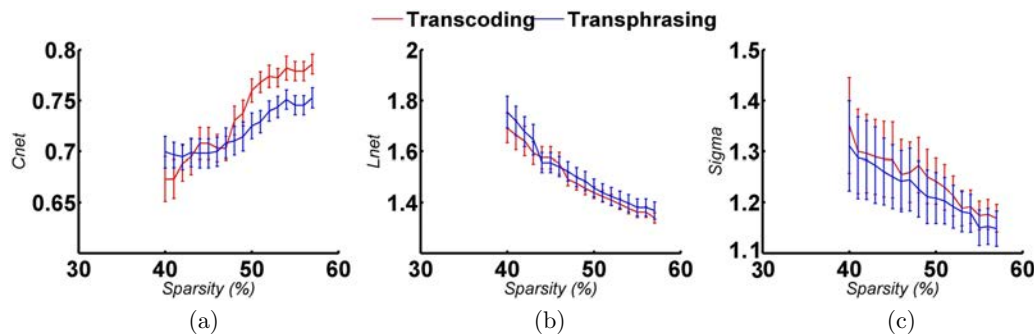 Transcoding Transphrasing
0.8
0.75
0.7
0.65
Cnet
30 40 50 60
Sparsity (%)
(a)
2
1.8
1.6
1.4
Lnet
30 40 50 60
Sparsity (%)
(b)
1.5
1.4
1.3
1.2
1.1
Sigma
30 40 50 60
Sparsity (%)
(c)